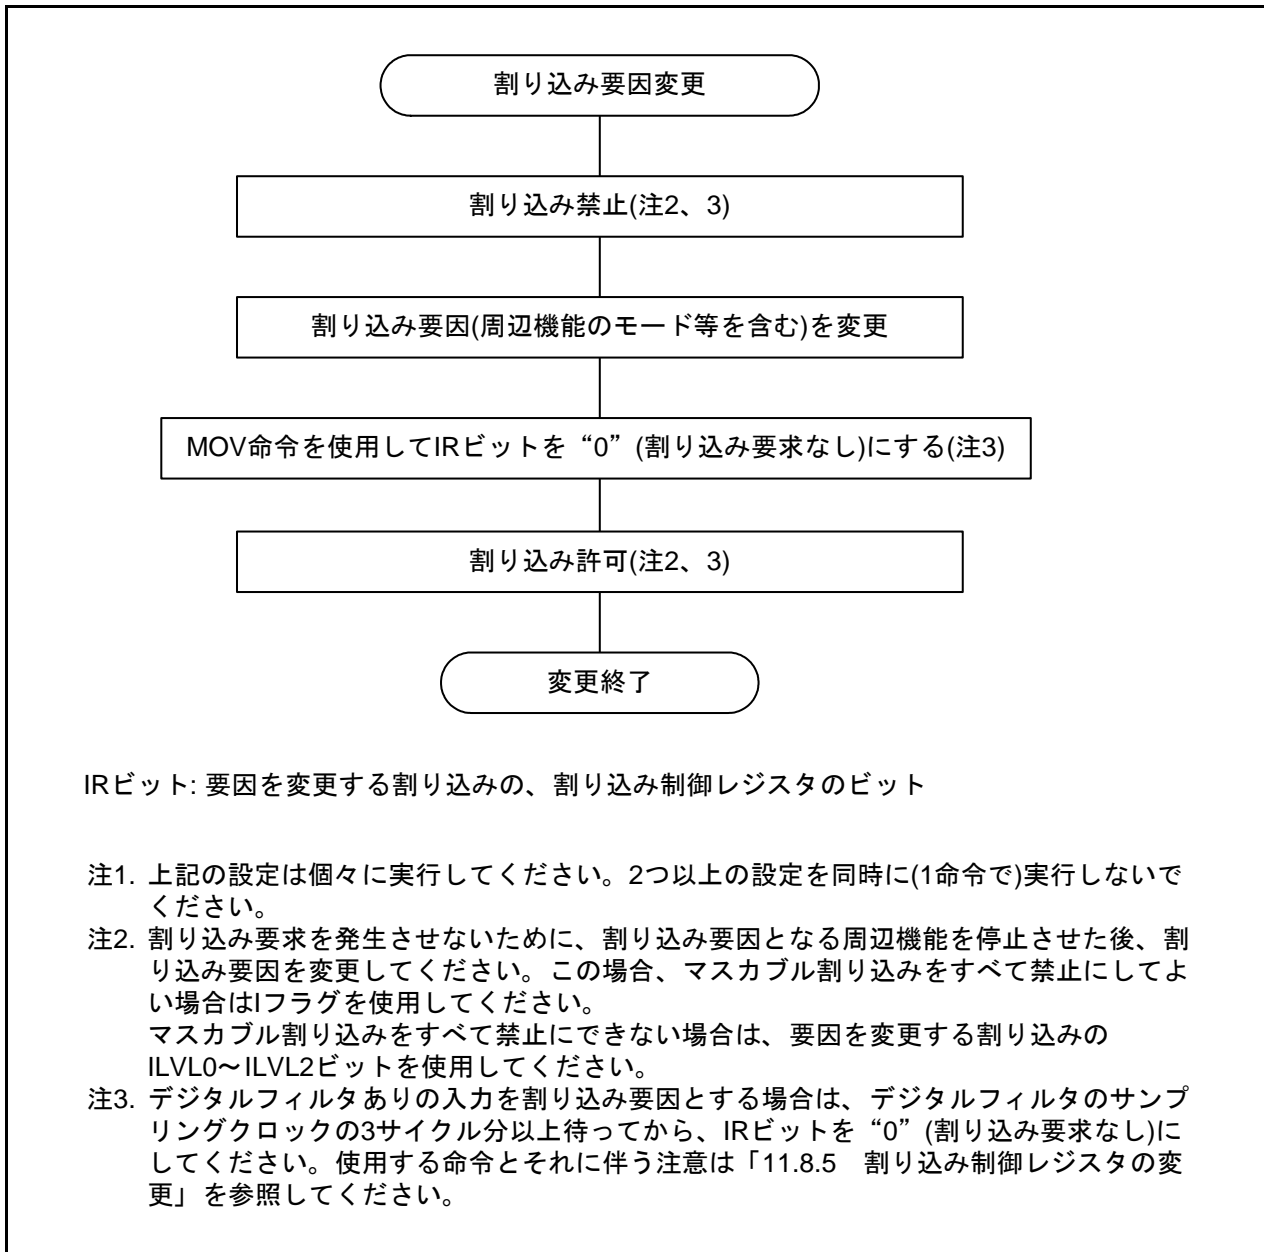 割り込み要因変更
割り込み禁止(注2、3)
割り込み要因(周辺機能のモード等を含む)を変更
MOV命令を使用してIRビットを“0”(割り込み要求なし)にする(注3)
割り込み許可(注2、3)
変更終了
IRビット: 要因を変更する割り込みの、割り込み制御レジスタのビット
注1. 上記の設定は個々に実行してください。2つ以上の設定を同時に(1命令で)実行しないで
ください。
注2. 割り込み要求を発生させないために、割り込み要因となる周辺機能を停止させた後、割
り込み要因を変更してください。この場合、マスカブル割り込みをすべて禁止にしてよ
い場合はIフラグを使用してください。
マスカブル割り込みをすべて禁止にできない場合は、要因を変更する割り込みの
ILVL0～ILVL2ビットを使用してください。
注3. デジタルフィルタありの入力を割り込み要因とする場合は、デジタルフィルタのサンプ
リングクロックの3サイクル分以上待ってから、IRビットを“0”(割り込み要求なし)に
してください。使用する命令とそれに伴う注意は「11.8.5　割り込み制御レジスタの変
更」を参照してください。